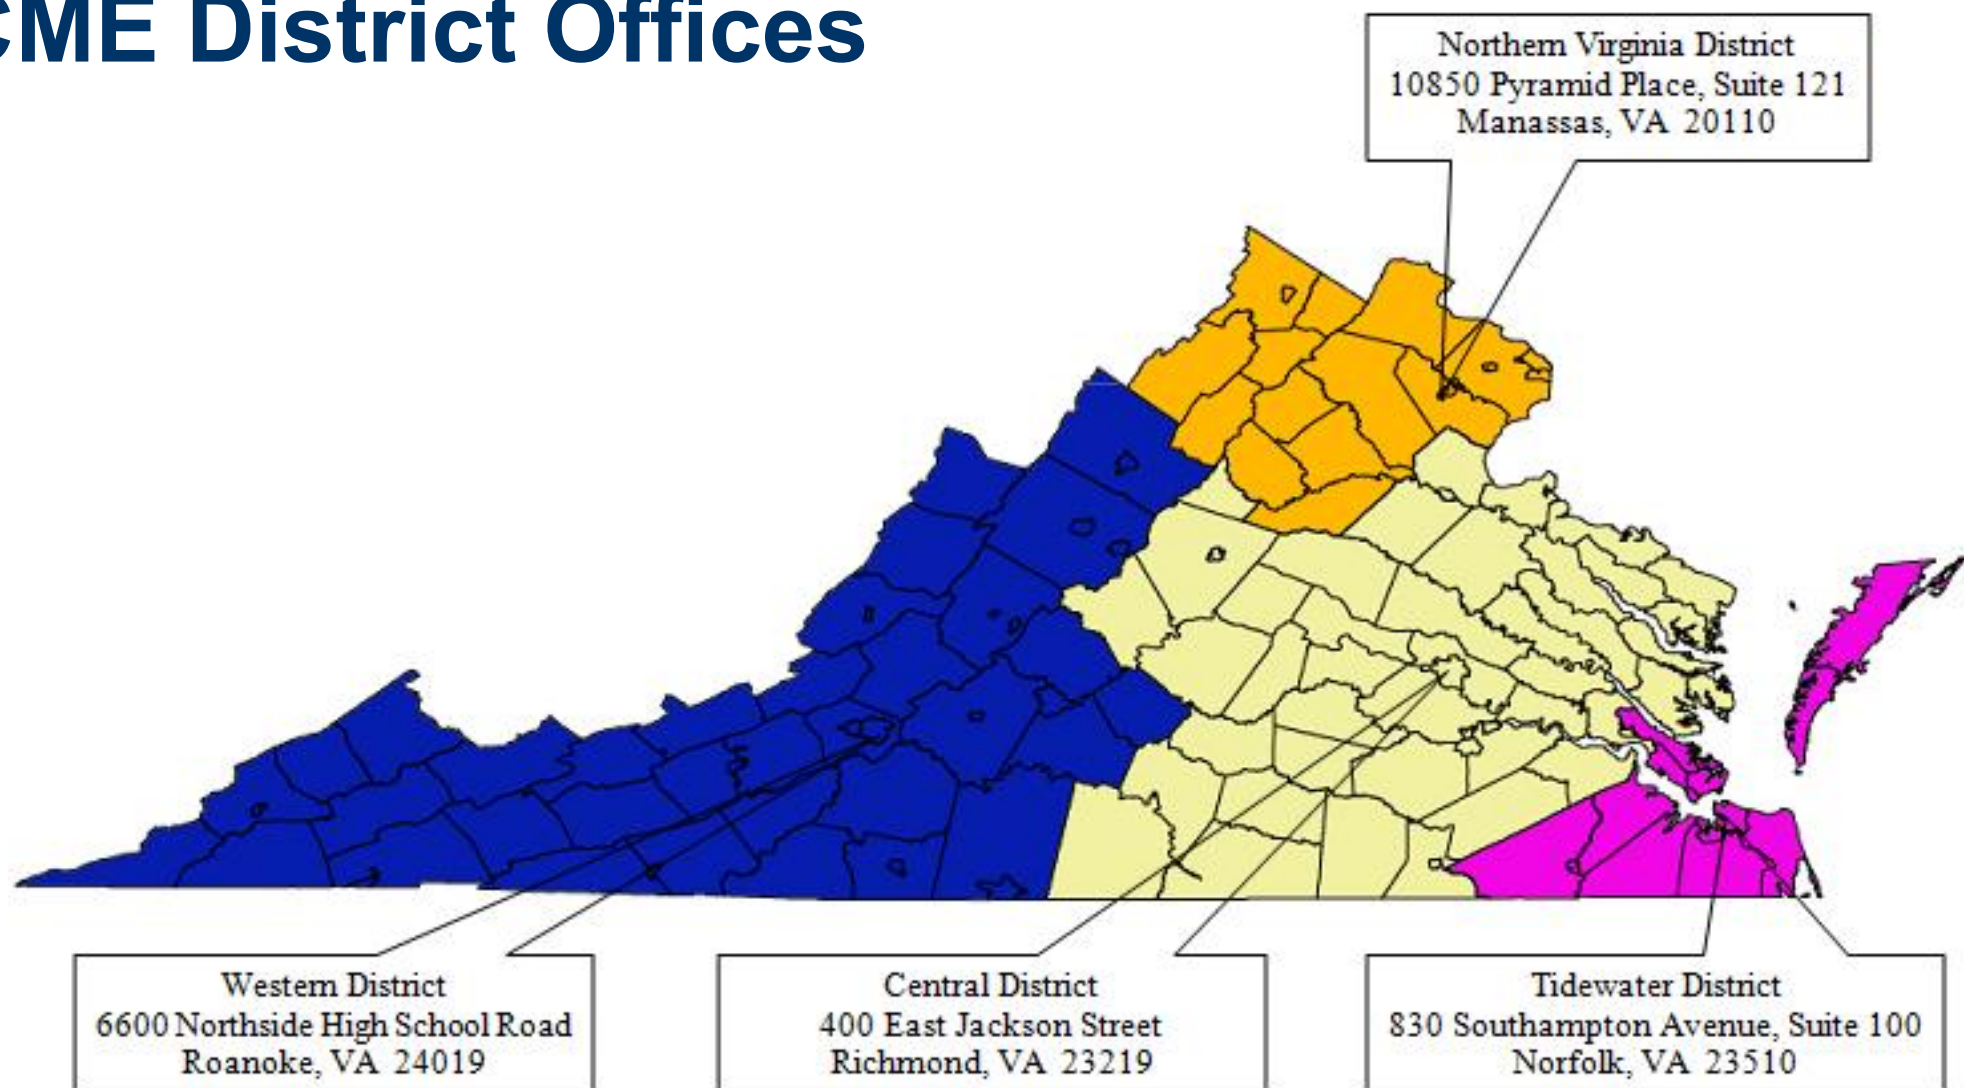 CME District Offices
Northern Virginia District
10850 Pyramid Place, Suite 121
Manassas, VA 20110
Western District
6600 Northside High School Road
Roanoke, VA 24019
Central District
400 East Jackson Street
Richmond, VA 23219
Tidewater District
830 Southampton Avenue, Suite 100
Norfolk, VA 23510